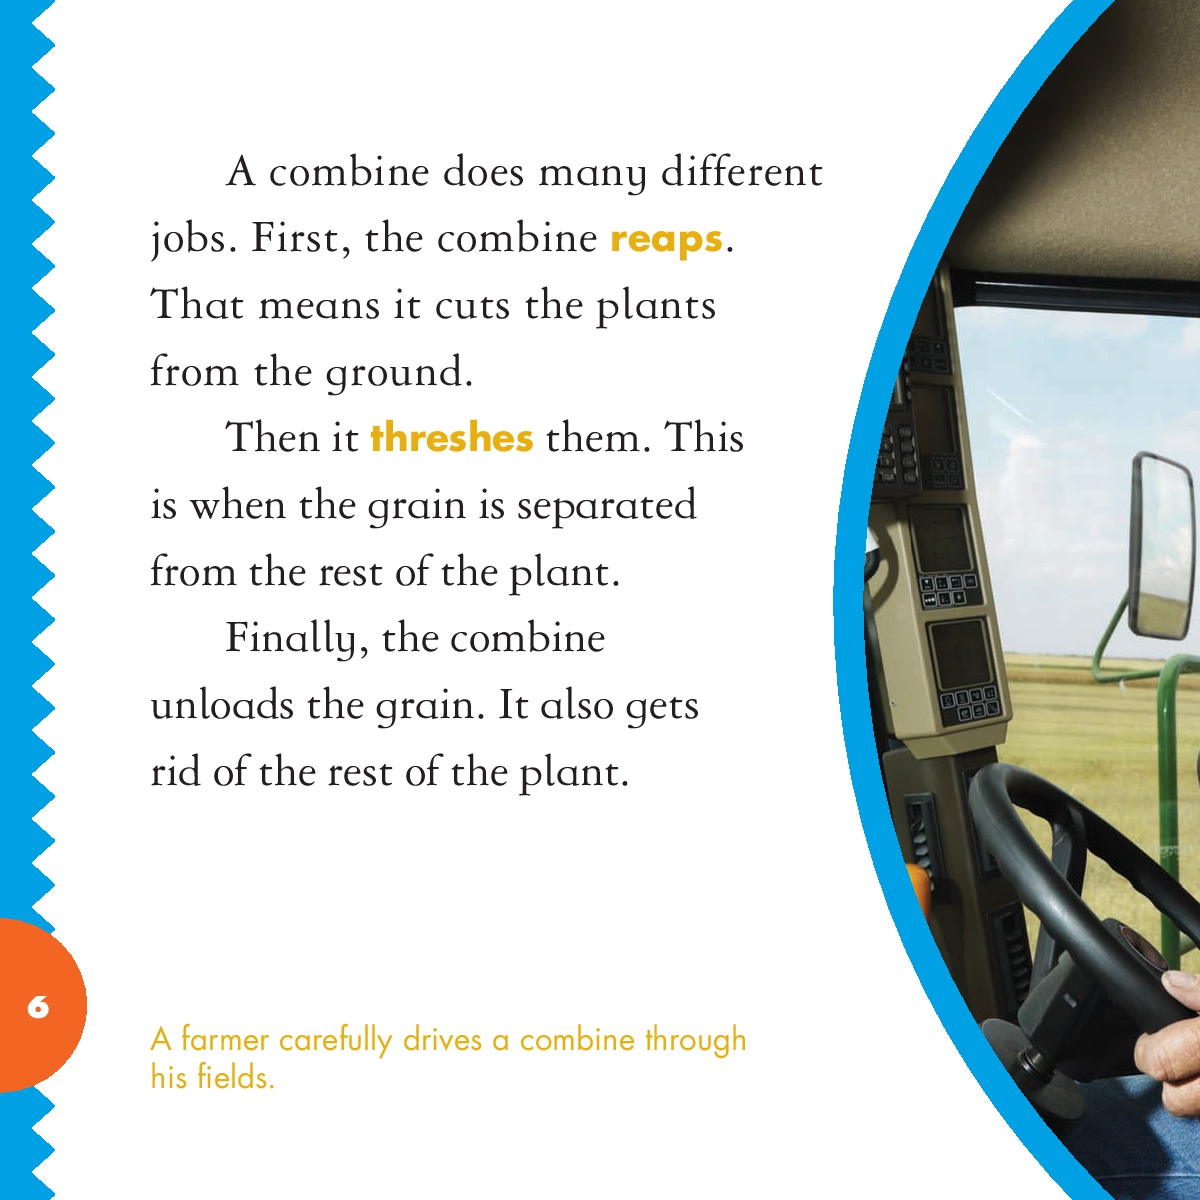 A combine does many different
jobs. First, the combine reaps.
That means it cuts the plants
from the ground.
Then it threshes them. This
is when the grain is separated
from the rest of the plant.
Finally, the combine
unloads the grain. It also gets
rid of the rest of the plant.
6
A farmer carefully drives a combine through
his fields.